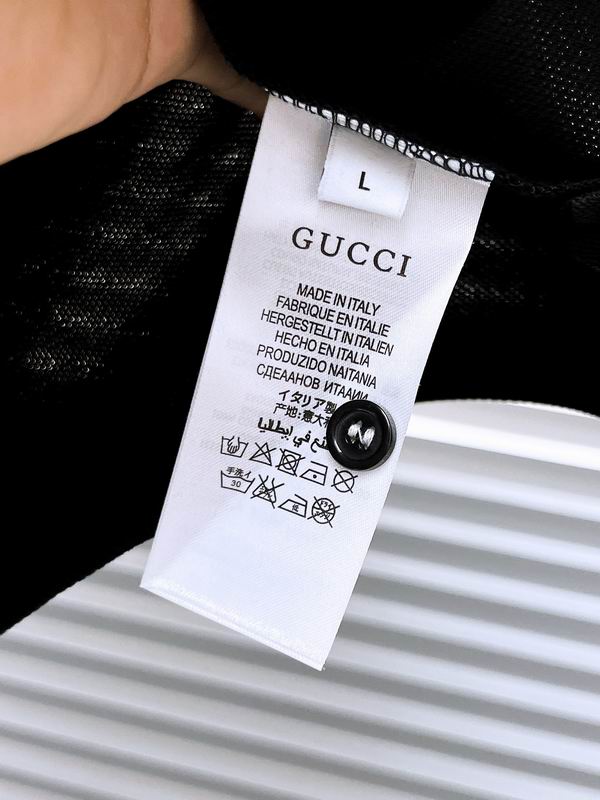 L
GUCCI
MADE IN ITALY
FABRIQUE EN ITALIE
HERGESTELLT IN ITALIEN
HECHO EN ITALIA
PRODUZIDO NAITANIA
СДЕААНОВ ИТААИИ
イタリア製
产地:意大
في إيطاليا
手洗イ
30